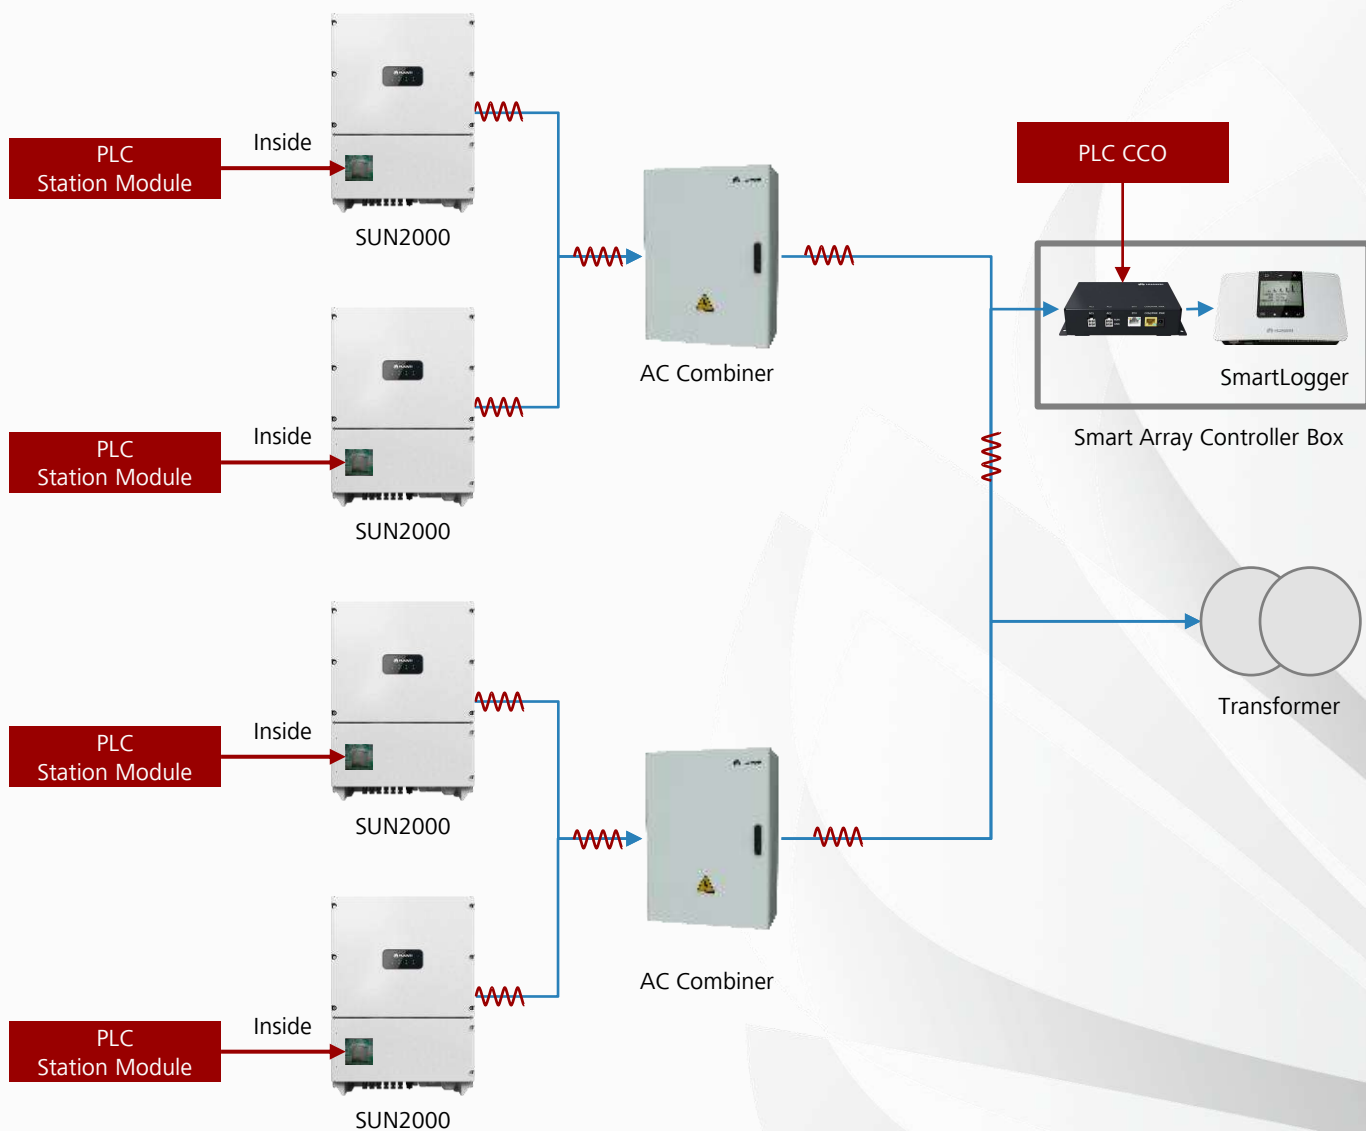 PLC
Station Module
Inside
SUN2000
PLC
Station Module
Inside
SUN2000
PLC
Station Module
Inside
SUN2000
PLC
Station Module
Inside
SUN2000
AC Combiner
AC Combiner
PLC CCO
HUAWEI
SmartLogger
Smart Array Controller Box
Transformer